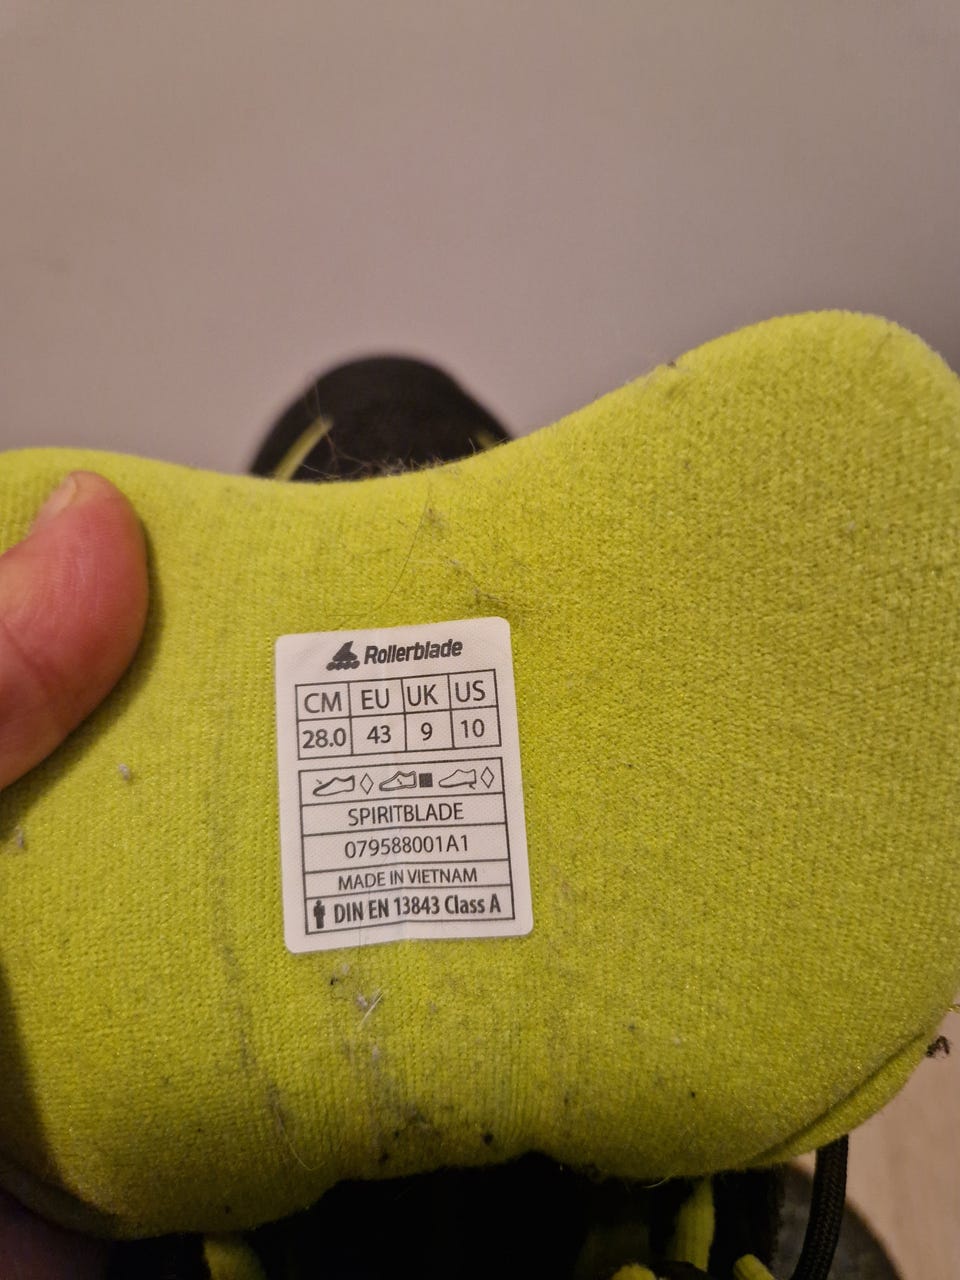 Rollerblade
CM EU UK US
28.0 43 9 10
SPIRITBLADE
079588001A1
MADE IN VIETNAM
DIN EN 13843 Class A